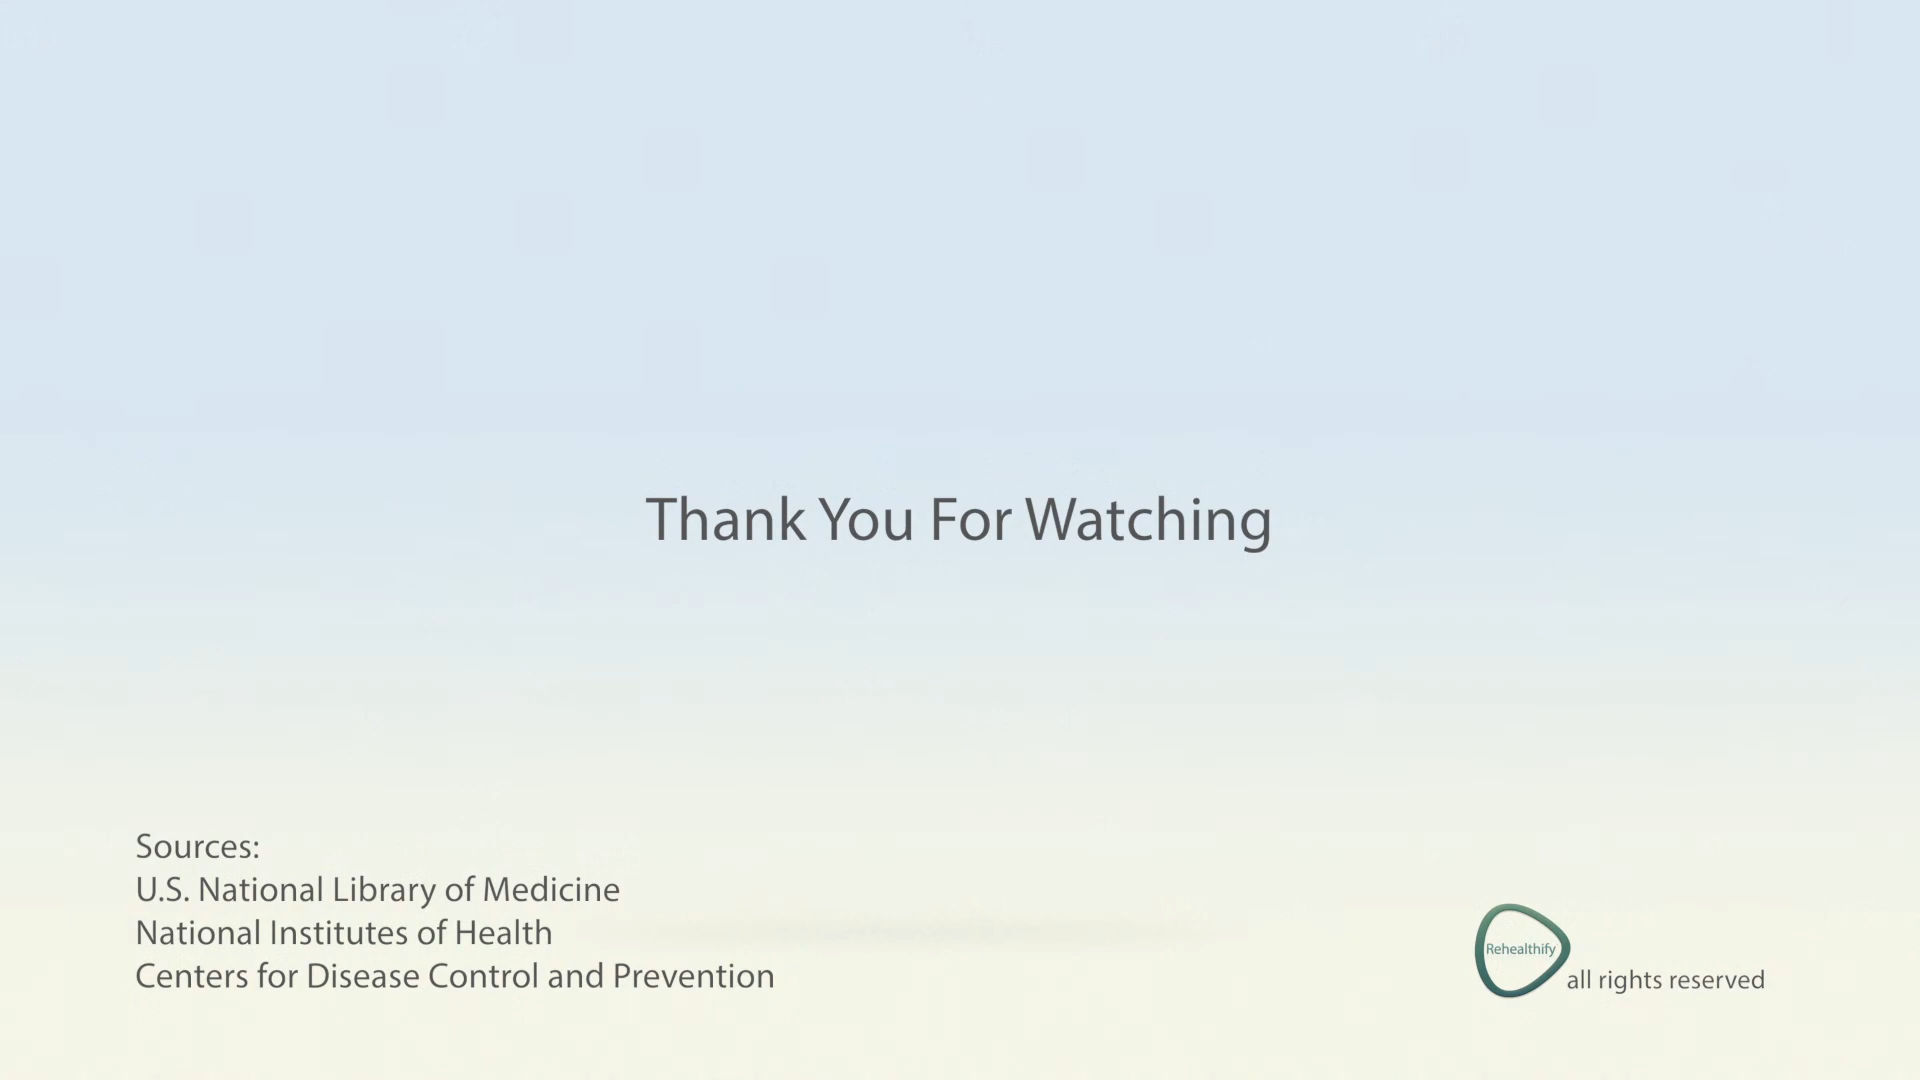 Thank You For Watching
Sources:
U.S. National Library of Medicine
National Institutes of Health
Centers for Disease Control and Prevention
Rehealthify
all rights reserved